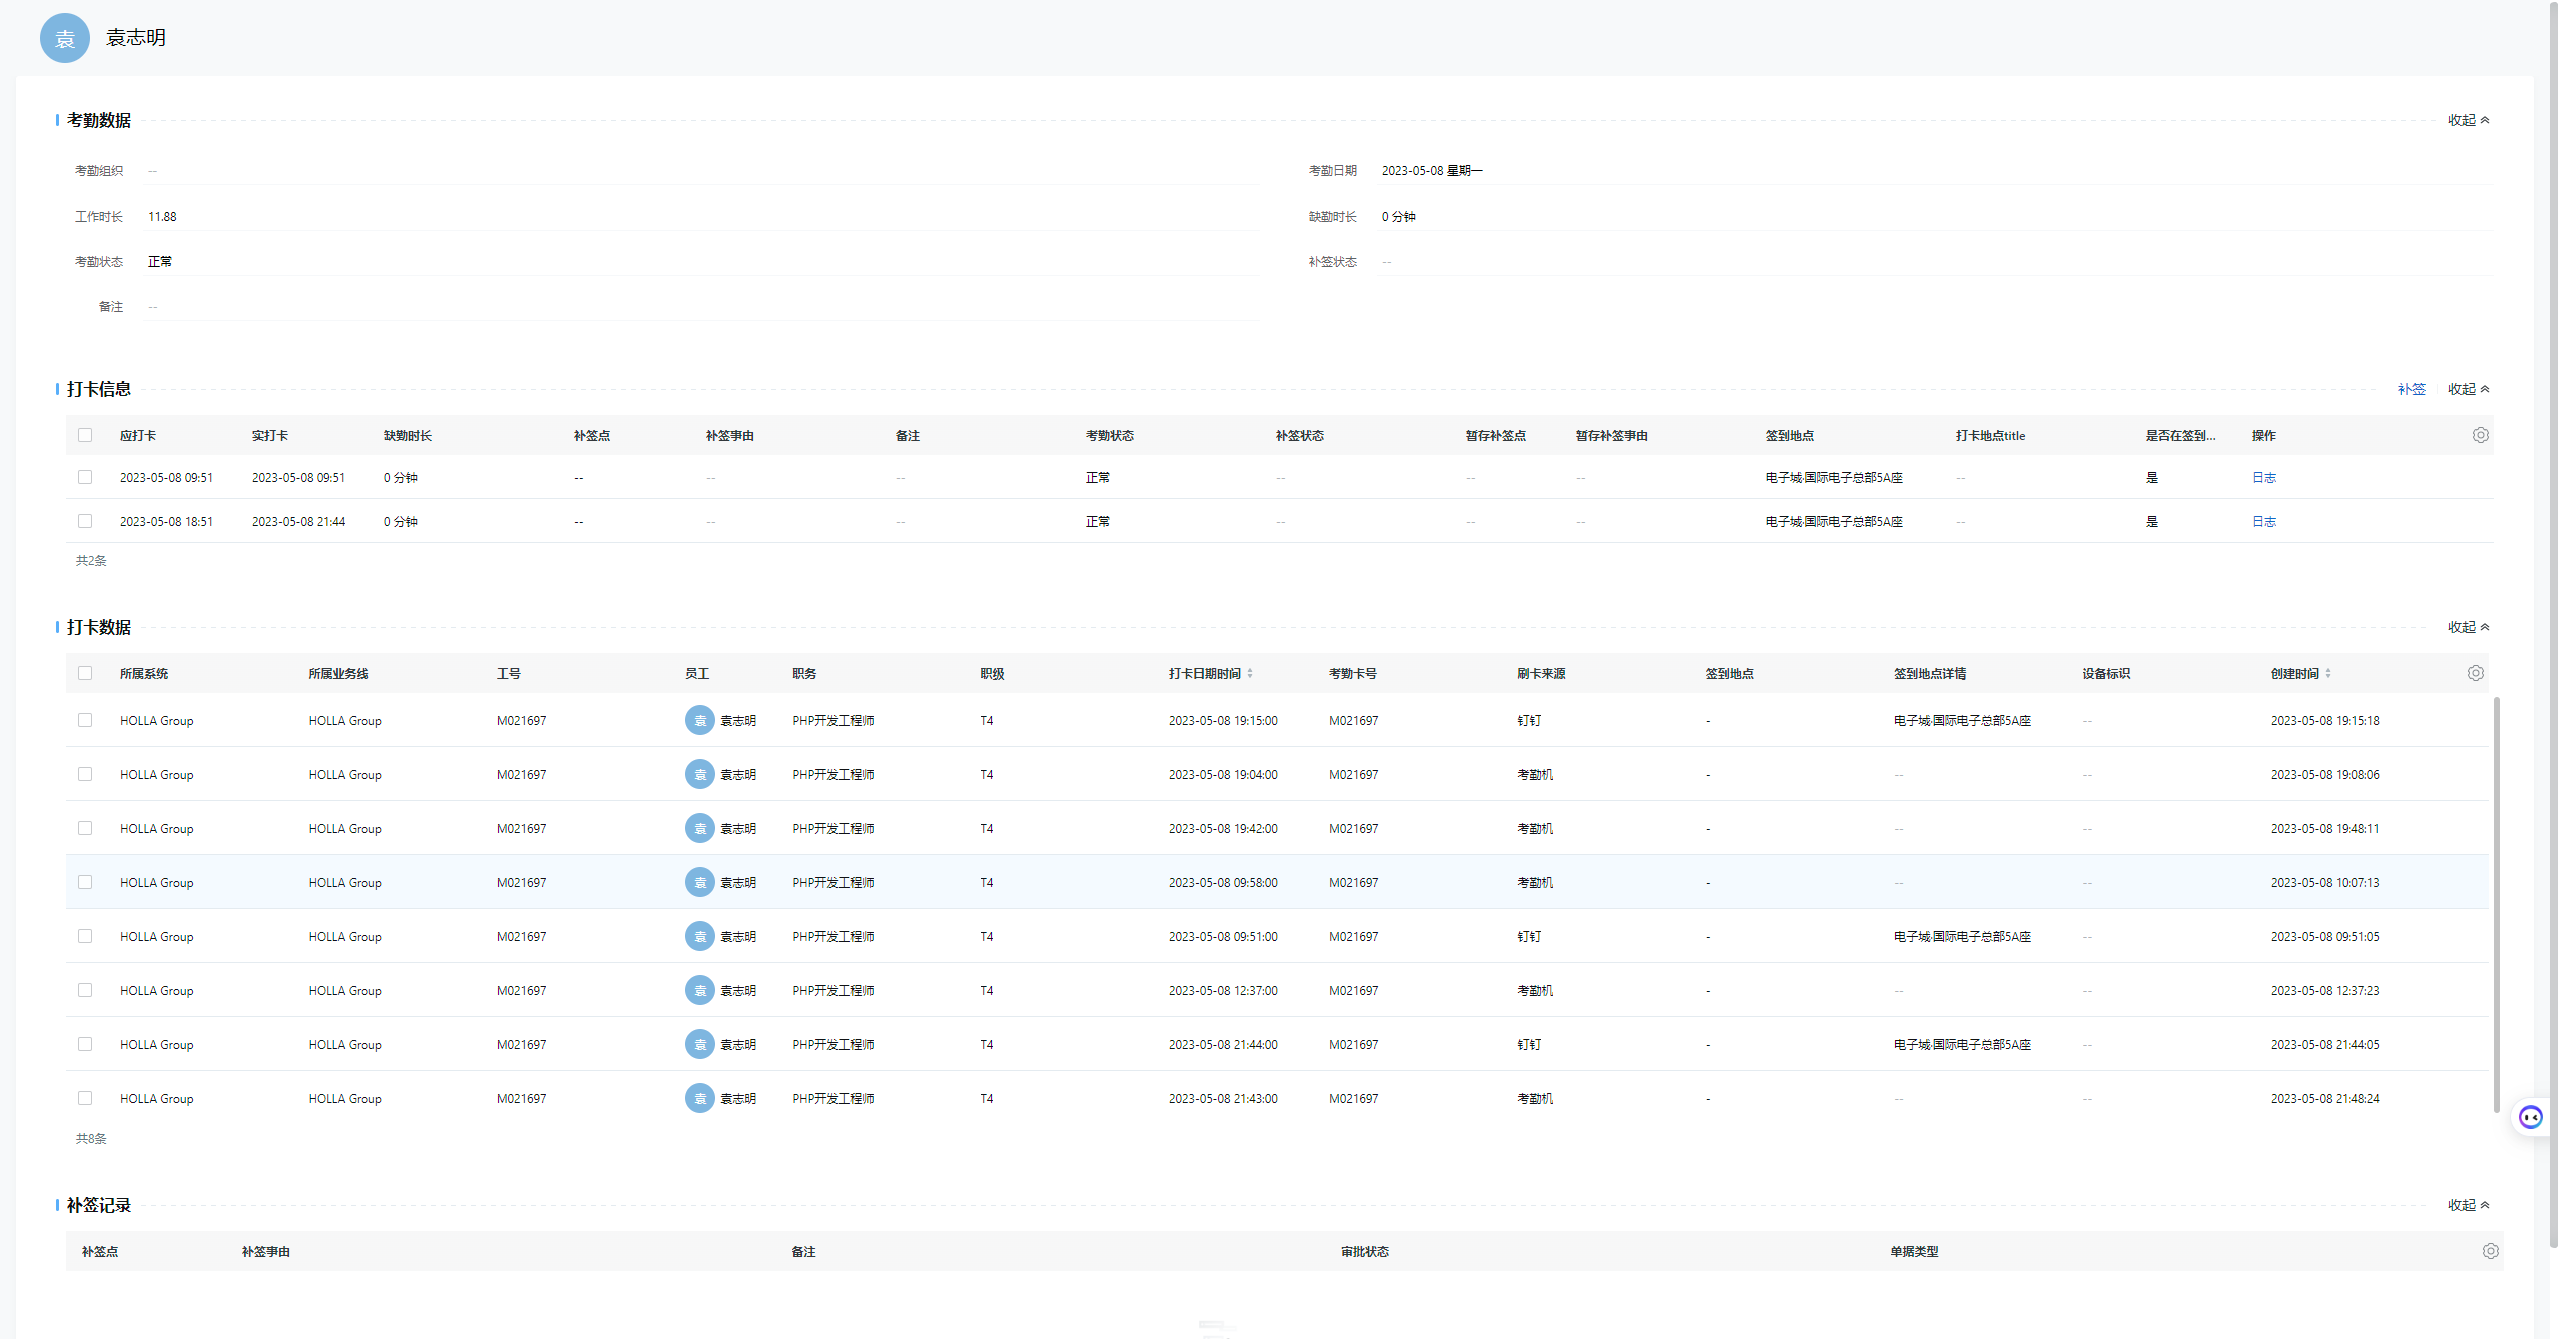 袁 袁志明
考勤数据 收起
考勤组织 -- 考勤日期 2023-05-08 星期一
工作时长 11.88 缺勤时长 0 分钟
考勤状态 正常 补签状态 --
备注 --
打卡信息 补签 收起
应打卡 实打卡 缺勤时长 补签点 补签事由 备注 考勤状态 补签状态 暂存补签点 暂存补签事由 签到地点 打卡地点title 是否在签到... 操作
2023-05-08 09:51 2023-05-08 09:51 0 分钟 -- -- -- 正常 -- -- -- 电子城·国际电子总部5A座 -- 是 日志
2023-05-08 18:51 2023-05-08 21:44 0 分钟 -- -- -- 正常 -- -- -- 电子城·国际电子总部5A座 -- 是 日志
共2条
打卡数据 收起
所属系统 所属业务线 工号 员工 职务 职级 打卡日期时间 考勤卡号 刷卡来源 签到地点 签到地点详情 设备标识 创建时间
HOLLA Group HOLLA Group M021697 袁 袁志明 PHP开发工程师 T4 2023-05-08 19:15:00 M021697 钉钉 - 电子城·国际电子总部5A座 -- 2023-05-08 19:15:18
HOLLA Group HOLLA Group M021697 袁 袁志明 PHP开发工程师 T4 2023-05-08 19:04:00 M021697 考勤机 - -- -- 2023-05-08 19:08:06
HOLLA Group HOLLA Group M021697 袁 袁志明 PHP开发工程师 T4 2023-05-08 19:42:00 M021697 考勤机 - -- -- 2023-05-08 19:48:11
HOLLA Group HOLLA Group M021697 袁 袁志明 PHP开发工程师 T4 2023-05-08 09:58:00 M021697 考勤机 - -- -- 2023-05-08 10:07:13
HOLLA Group HOLLA Group M021697 袁 袁志明 PHP开发工程师 T4 2023-05-08 09:51:00 M021697 钉钉 - 电子城·国际电子总部5A座 -- 2023-05-08 09:51:05
HOLLA Group HOLLA Group M021697 袁 袁志明 PHP开发工程师 T4 2023-05-08 12:37:00 M021697 考勤机 - -- -- 2023-05-08 12:37:23
HOLLA Group HOLLA Group M021697 袁 袁志明 PHP开发工程师 T4 2023-05-08 21:44:00 M021697 钉钉 - 电子城·国际电子总部5A座 -- 2023-05-08 21:44:05
HOLLA Group HOLLA Group M021697 袁 袁志明 PHP开发工程师 T4 2023-05-08 21:43:00 M021697 考勤机 - -- -- 2023-05-08 21:48:24
共8条
补签记录 收起
补签点 补签事由 备注 审批状态 单据类型